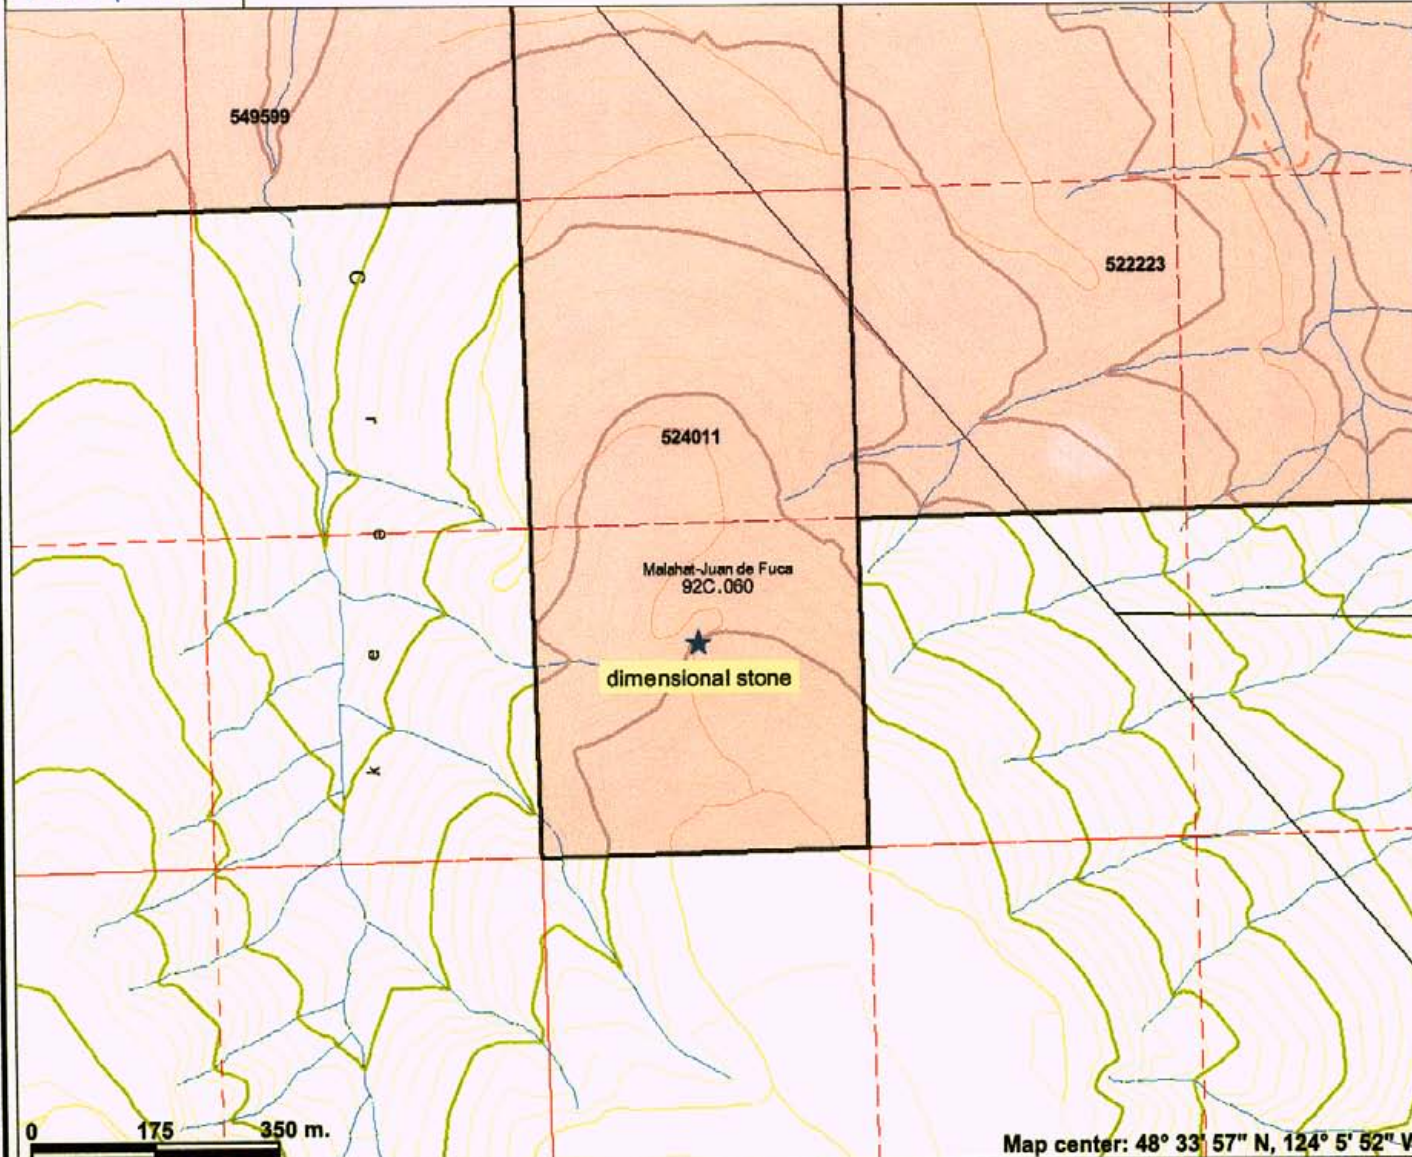 549599
522223
524011
Malahat-Juan de Fuca
92C.060
dimensional stone
C
r
e
e
k
0 175 350 m.
Map center: 48° 33' 57" N, 124° 5' 52" W